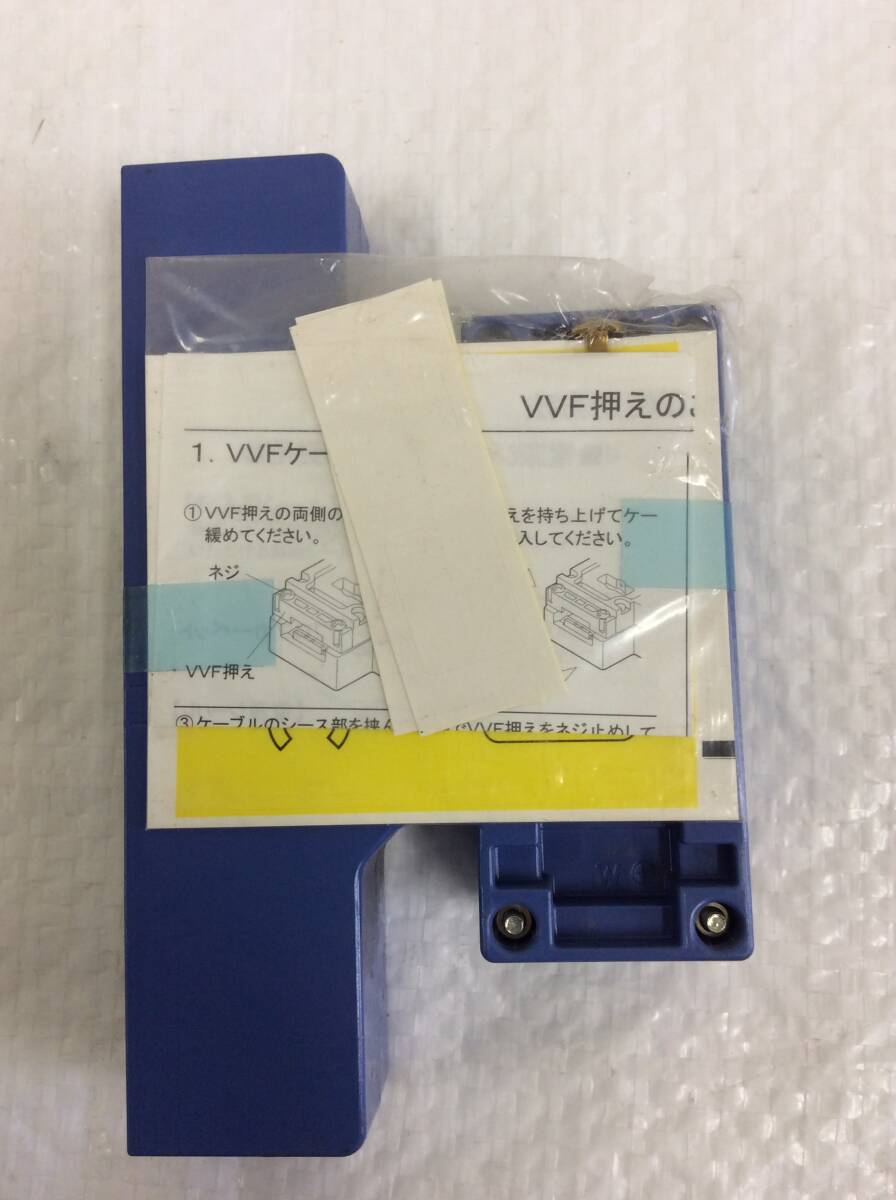 VVF押えの
1. VVFケー
①VVF押えの両側の
緩めてください。
えを持ち上げてケー
入してください。
ネジ
VVF押え
③ケーブルのシース部を挟ん
でVVF押えをネジ止めして